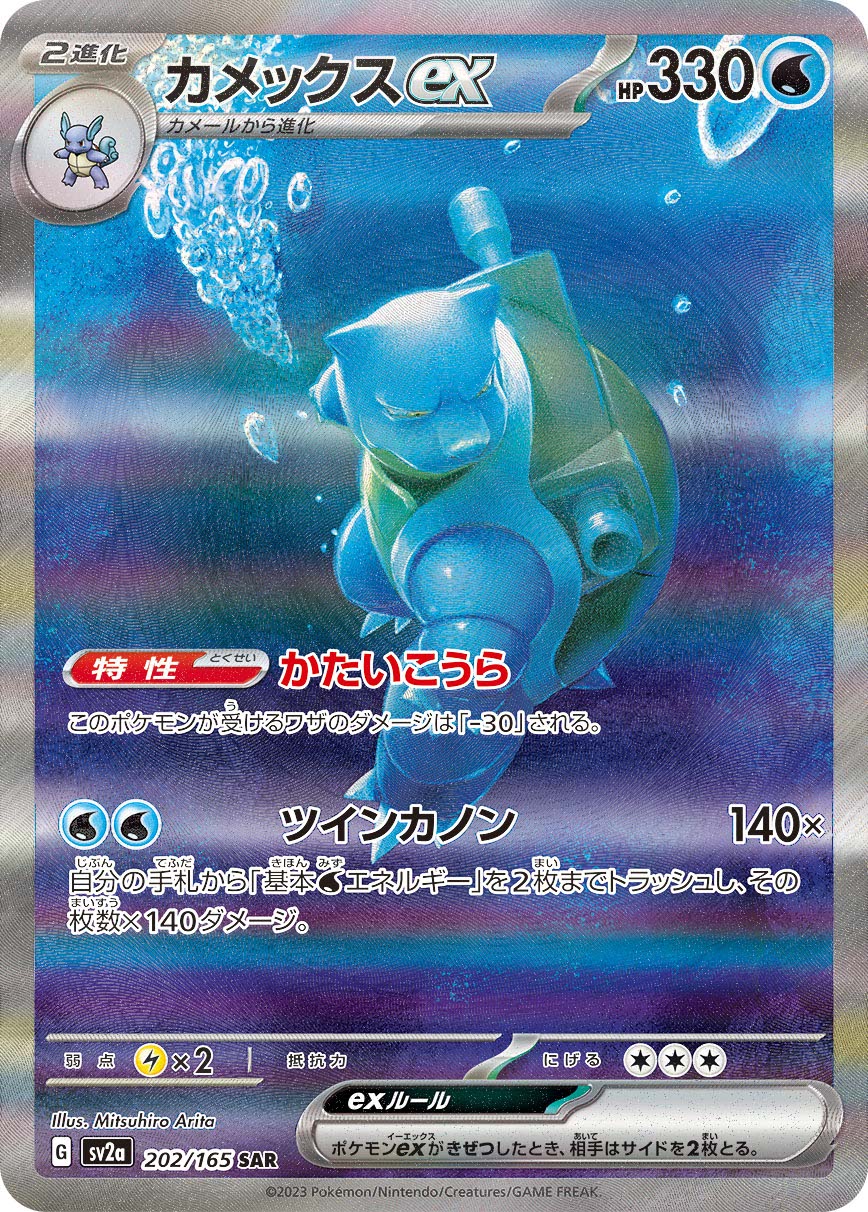 2進化
カメックスex
HP330
カメールから進化
特性 とくせい かたいこうら
このポケモンが受けるワザのダメージは「-30」される。
ツインカノン 140×
自分の手札から「基本エネルギー」を2枚までトラッシュし、その
枚数×140ダメージ。
弱点 ×2 抵抗力 にげる
exルール
ポケモンexがきぜつしたとき、相手はサイドを2枚とる。
Illus. Mitsuhiro Arita
G sv2a 202/165 SAR
©2023 Pokémon/Nintendo/Creatures/GAME FREAK.